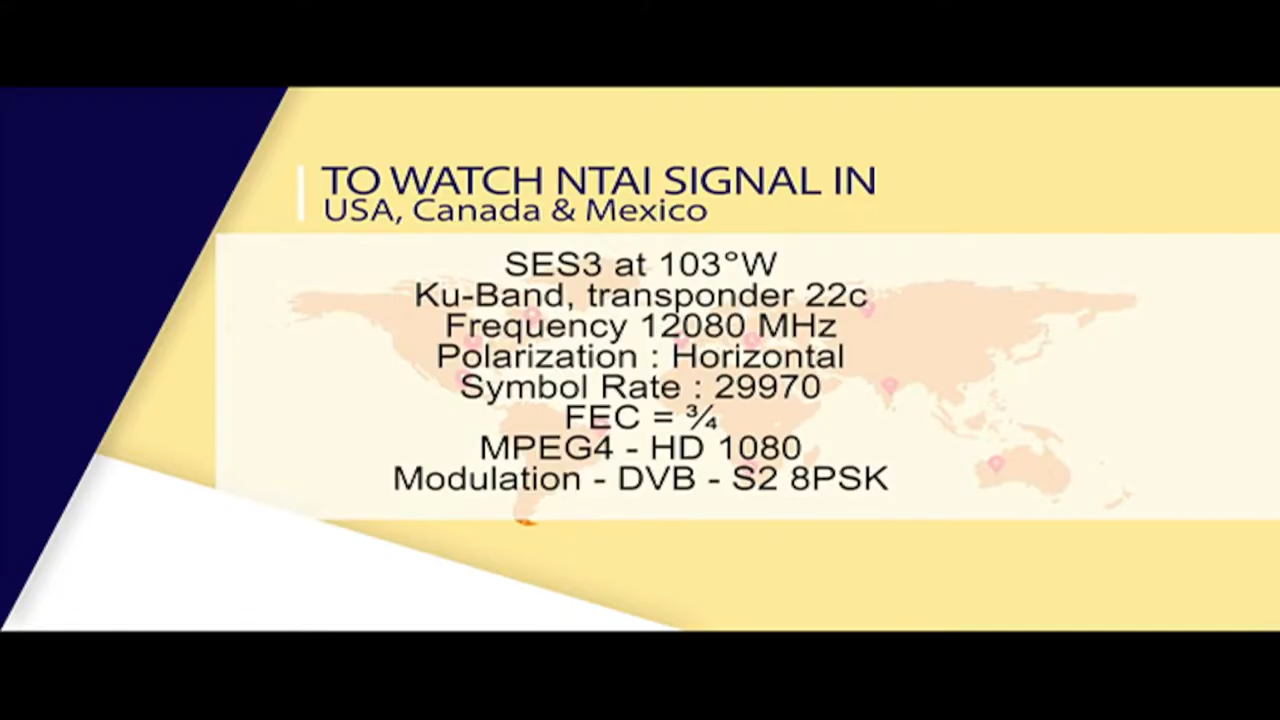 TO WATCH NTAI SIGNAL IN
USA, Canada & Mexico
SES3 at 103°W
Ku-Band, transponder 22c
Frequency 12080 MHz
Polarization : Horizontal
Symbol Rate : 29970
FEC = ¾
MPEG4 - HD 1080
Modulation - DVB - S2 8PSK